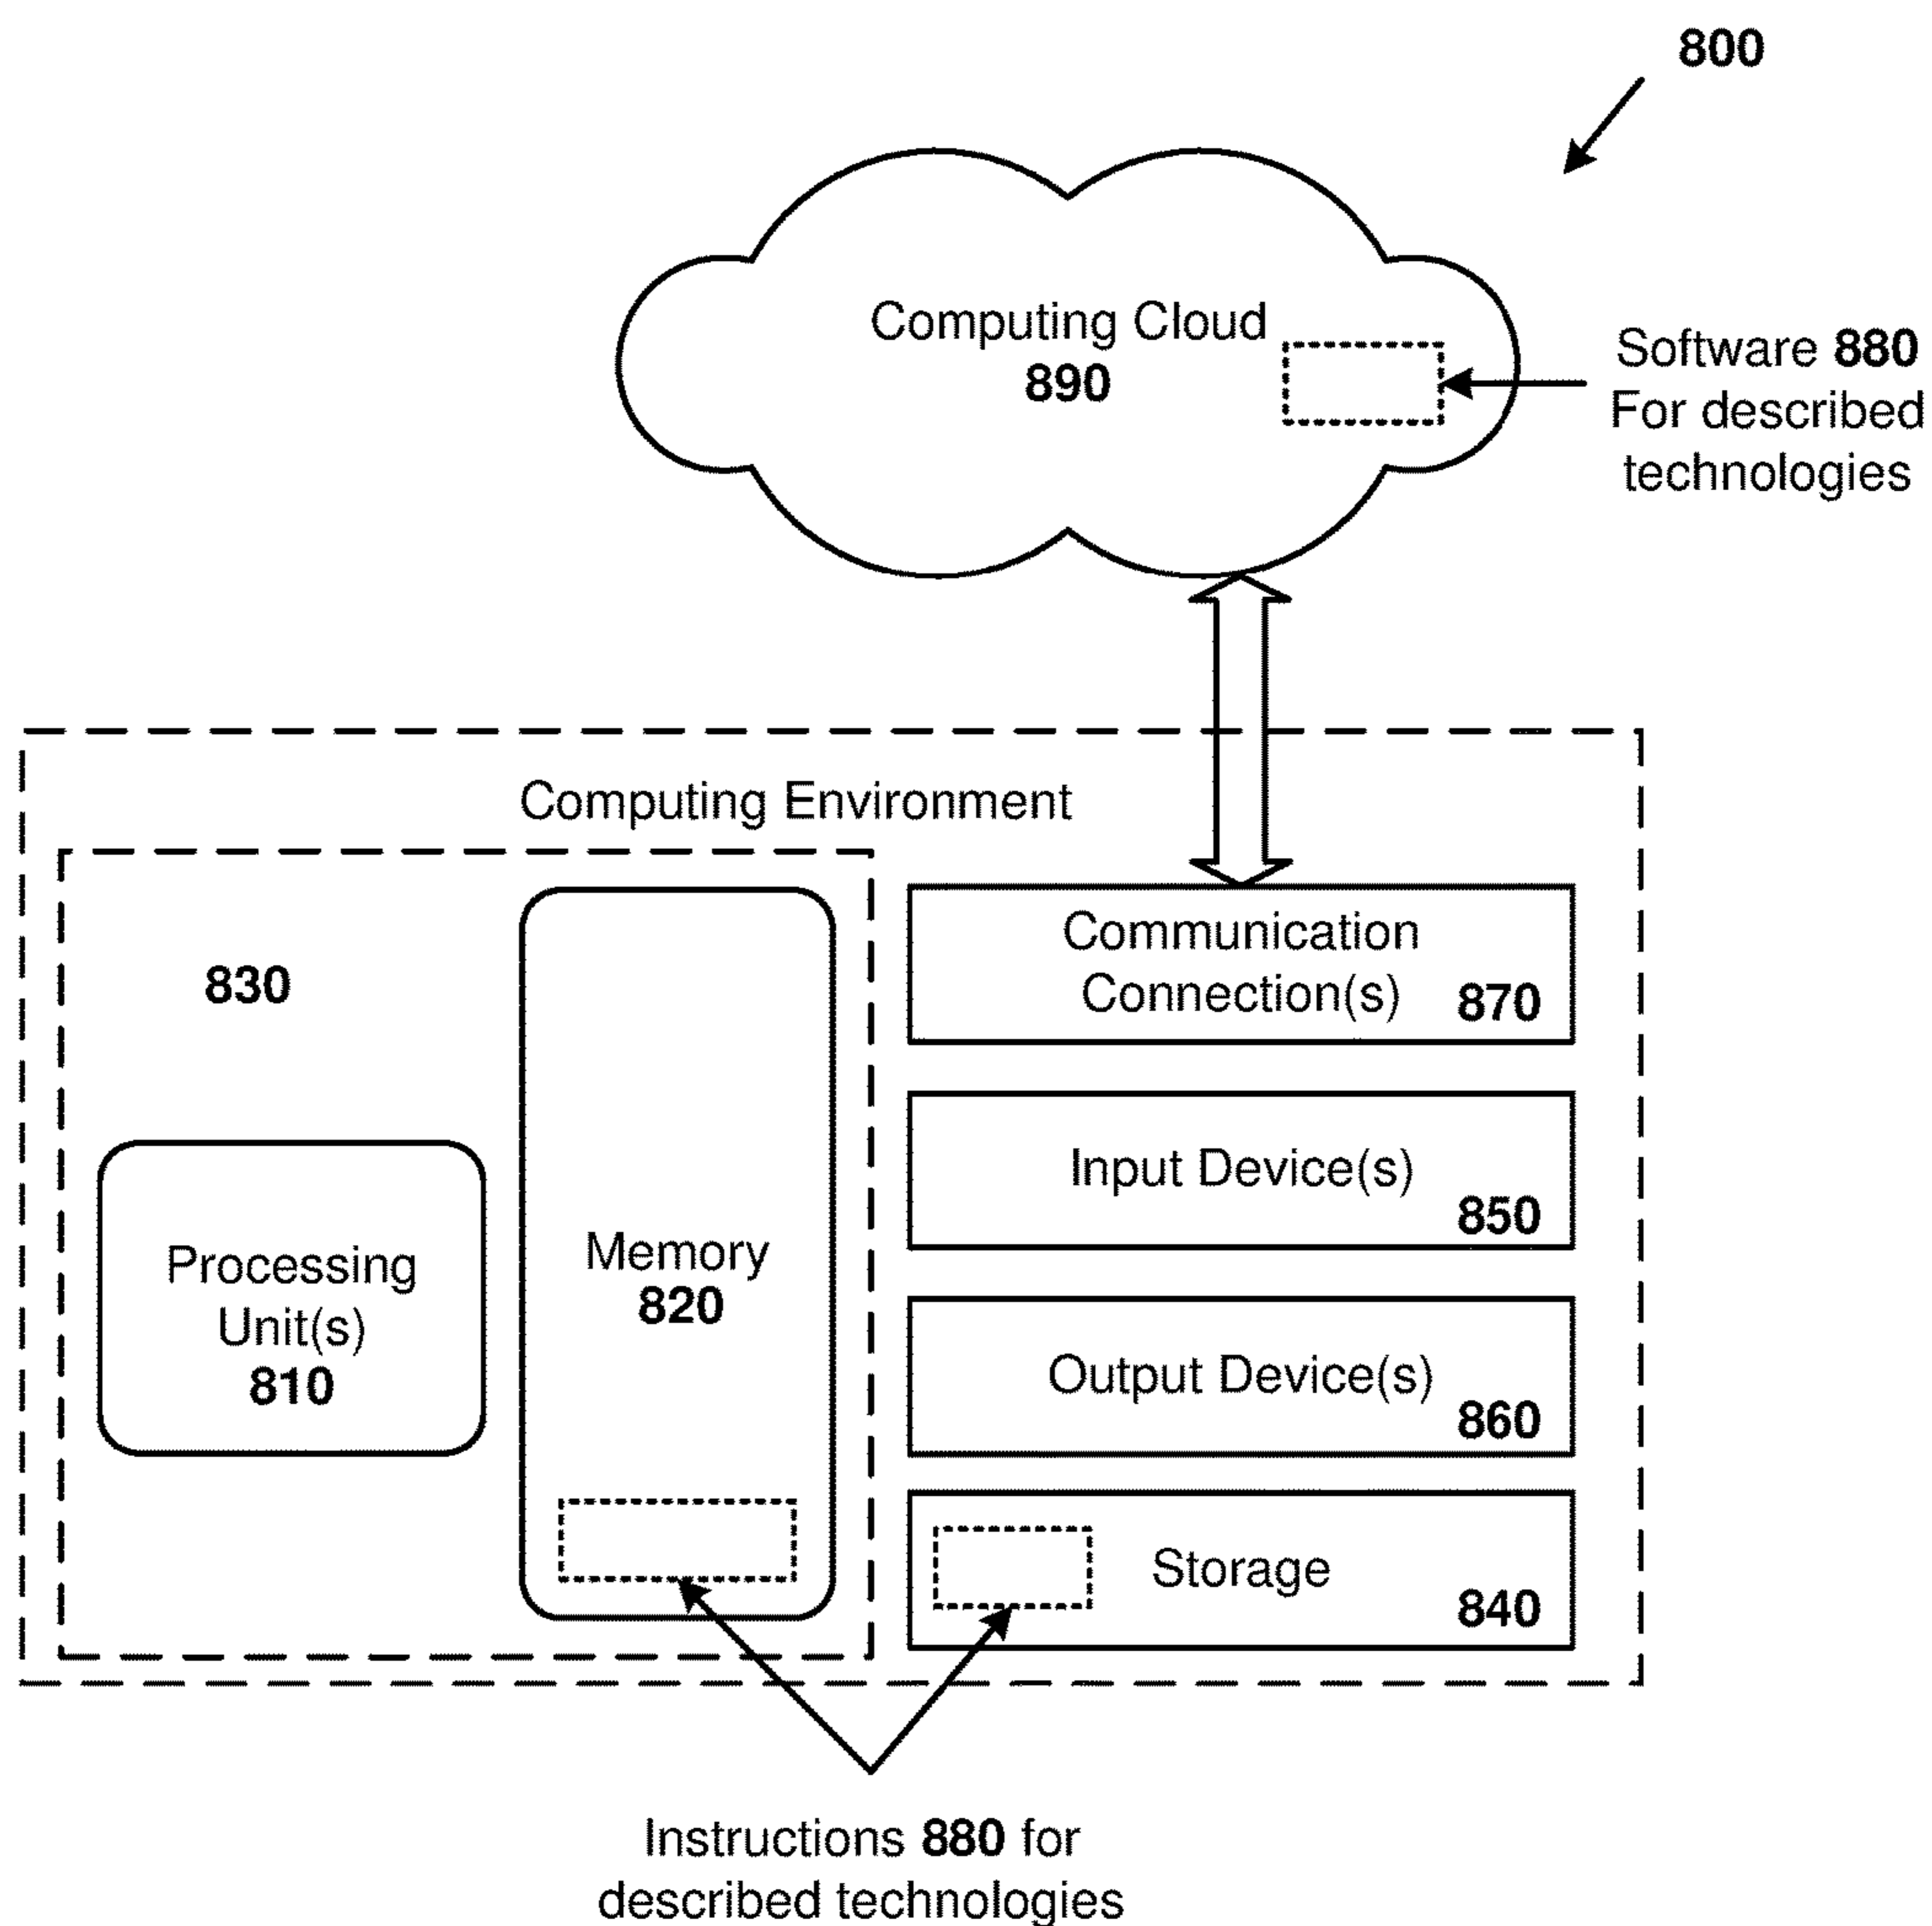 800
Computing Cloud
890
Software 880
For described
technologies
Computing Environment
830
Processing
Unit(s)
810
Memory
820
Communication
Connection(s) 870
Input Device(s)
850
Output Device(s)
860
Storage
840
Instructions 880 for
described technologies